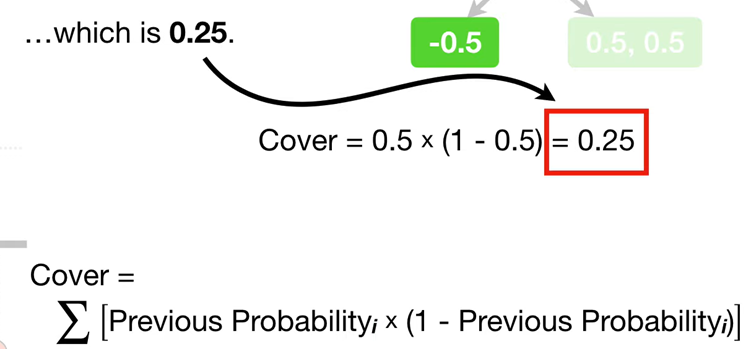 …which is 0.25.
-0.5
0.5, 0.5
Cover = 0.5 × (1 - 0.5) = 0.25
Cover =
∑ [Previous Probabilityᵢ × (1 - Previous Probabilityᵢ)]